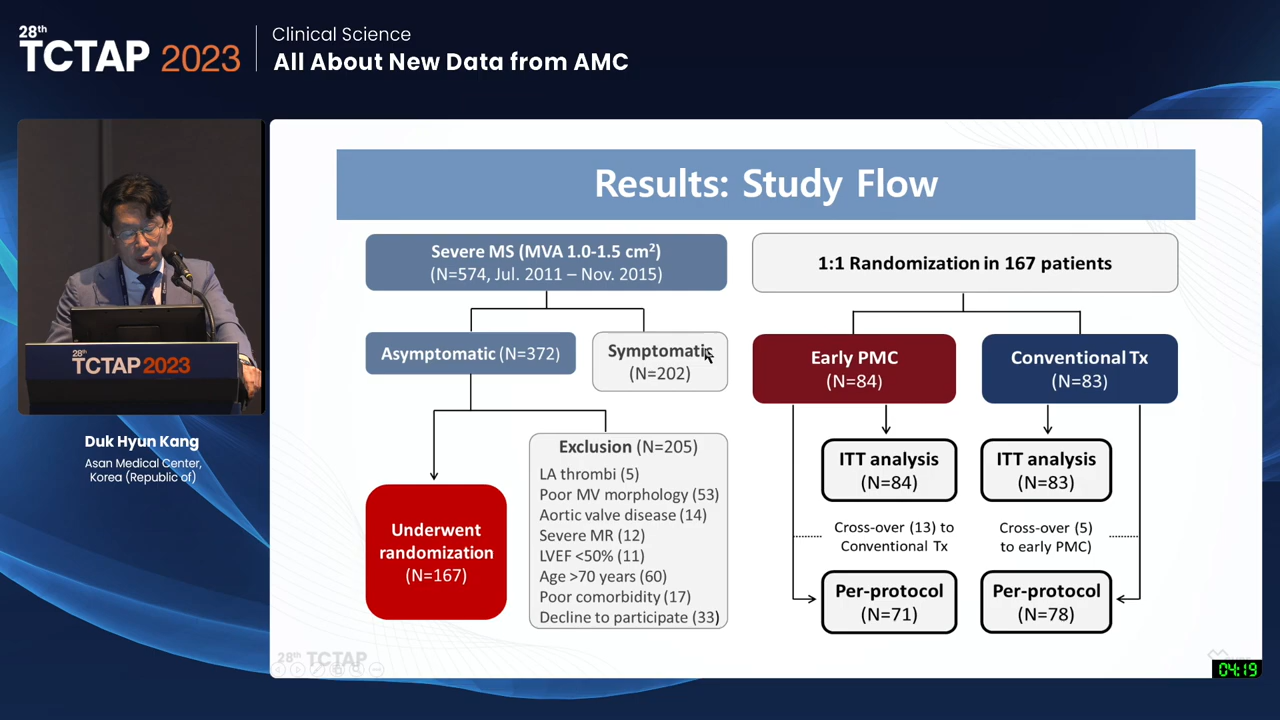 28th
TCTAP 2023
Clinical Science
All About New Data from AMC
28th
TCTAP 2023
Duk Hyun Kang
Asan Medical Center,
Korea (Republic of)
Results: Study Flow
Severe MS (MVA 1.0-1.5 cm²)
(N=574, Jul. 2011 – Nov. 2015)
Asymptomatic (N=372)
Symptomatic
(N=202)
Underwent
randomization
(N=167)
Exclusion (N=205)
LA thrombi (5)
Poor MV morphology (53)
Aortic valve disease (14)
Severe MR (12)
LVEF <50% (11)
Age >70 years (60)
Poor comorbidity (17)
Decline to participate (33)
1:1 Randomization in 167 patients
Early PMC
(N=84)
Conventional Tx
(N=83)
ITT analysis
(N=84)
ITT analysis
(N=83)
Cross-over (13) to
Conventional Tx
Cross-over (5)
to early PMC)
Per-protocol
(N=71)
Per-protocol
(N=78)
28th TCTAP
04:19